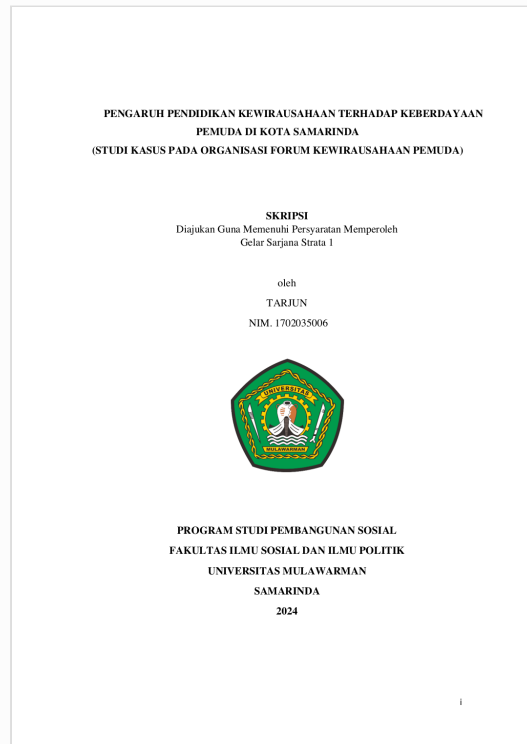 PENGARUH PENDIDIKAN KEWIRAUSAHAAN TERHADAP KEBERDAYAAN
PEMUDA DI KOTA SAMARINDA
(STUDI KASUS PADA ORGANISASI FORUM KEWIRAUSAHAAN PEMUDA)
SKRIPSI
Diajukan Guna Memenuhi Persyaratan Memperoleh
Gelar Sarjana Strata 1
oleh
TARJUN
NIM. 1702035006
UNIVERSITAS
MULAWARMAN
PROGRAM STUDI PEMBANGUNAN SOSIAL
FAKULTAS ILMU SOSIAL DAN ILMU POLITIK
UNIVERSITAS MULAWARMAN
SAMARINDA
2024
i